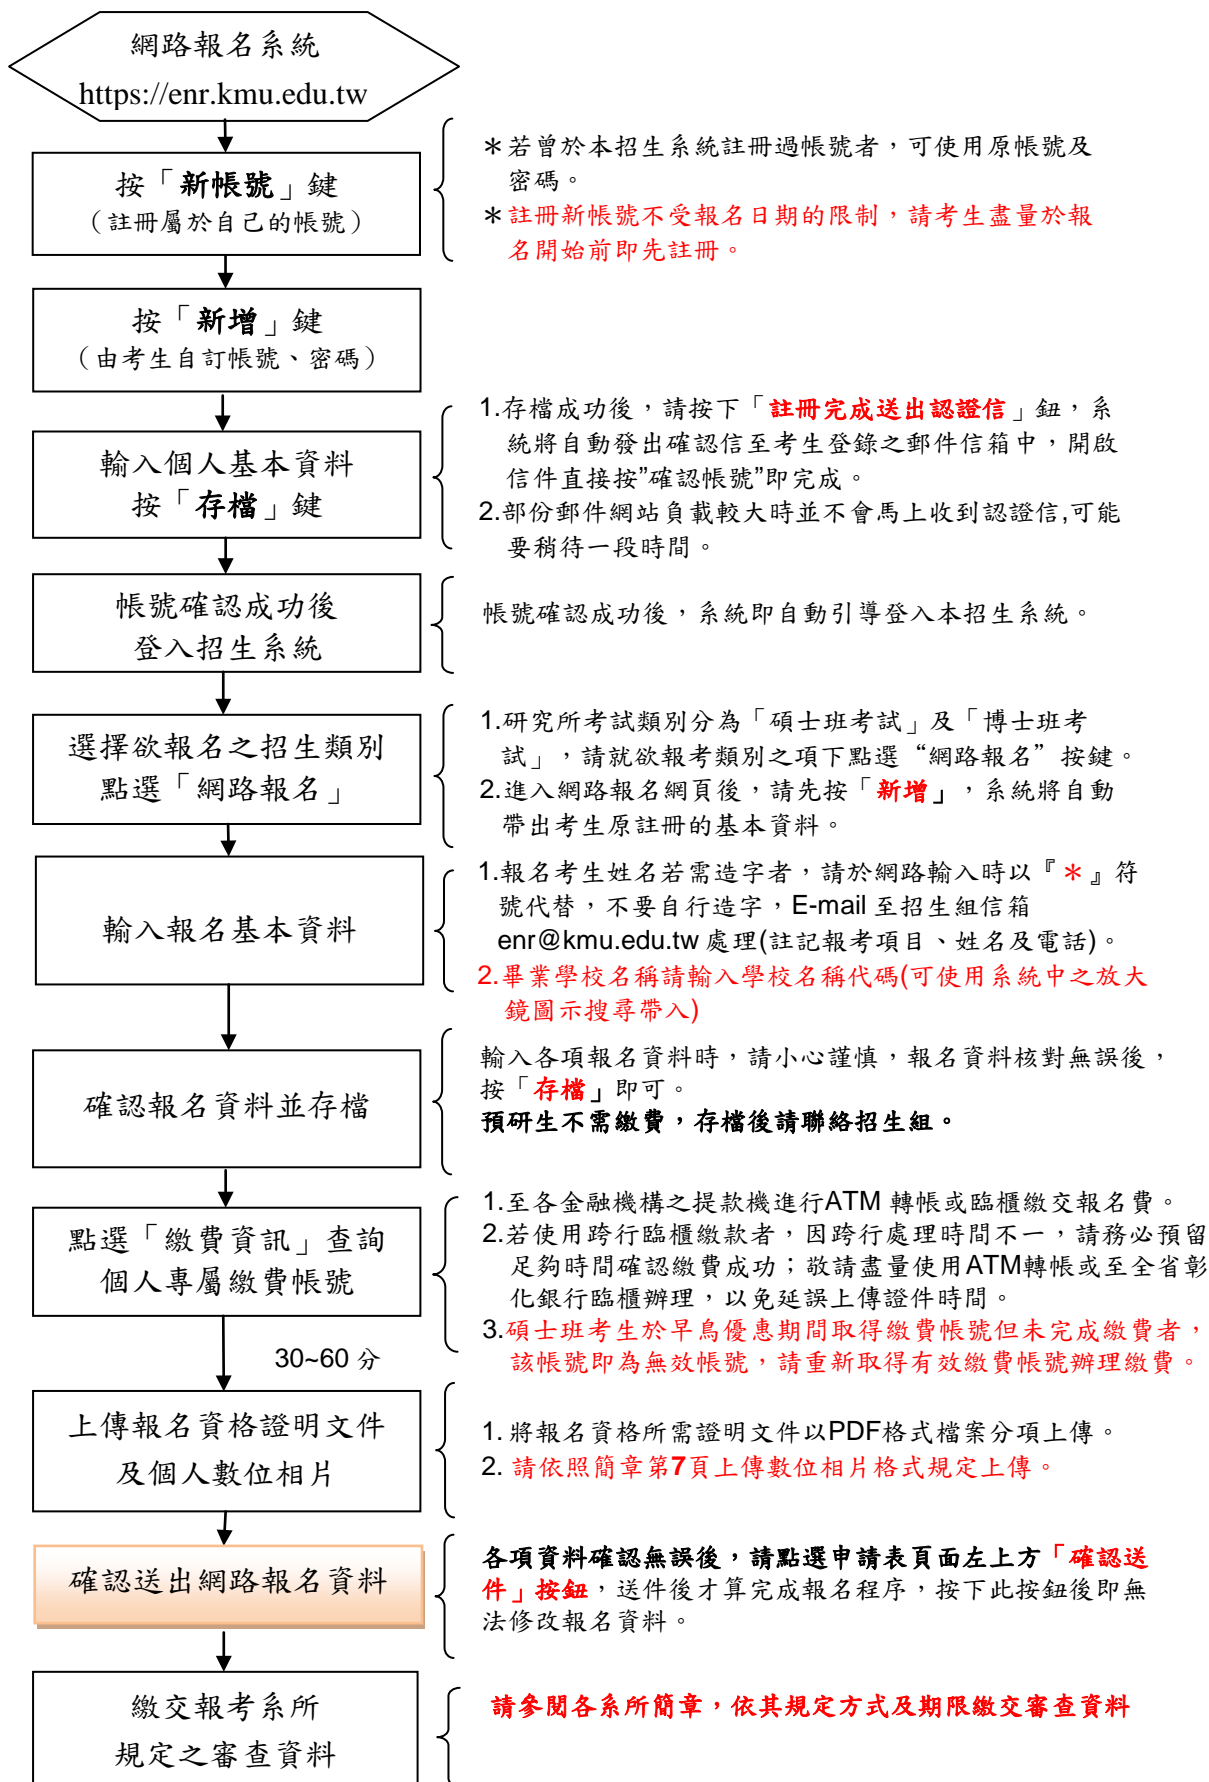 網路報名系統
https://enr.kmu.edu.tw
按「新帳號」鍵
（註冊屬於自己的帳號）
＊若曾於本招生系統註冊過帳號者，可使用原帳號及
密碼。
＊註冊新帳號不受報名日期的限制，請考生盡量於報
名開始前即先註冊。
按「新增」鍵
（由考生自訂帳號、密碼）
輸入個人基本資料
按「存檔」鍵
1.存檔成功後，請按下「註冊完成送出認證信」鈕，系
統將自動發出確認信至考生登錄之郵件信箱中，開啟
信件直接按”確認帳號”即完成。
2.部份郵件網站負載較大時並不會馬上收到認證信,可能
要稍待一段時間。
帳號確認成功後
登入招生系統
帳號確認成功後，系統即自動引導登入本招生系統。
選擇欲報名之招生類別
點選「網路報名」
1.研究所考試類別分為「碩士班考試」及「博士班考
試」，請就欲報考類別之項下點選“網路報名”按鍵。
2.進入網路報名網頁後，請先按「新增」，系統將自動
帶出考生原註冊的基本資料。
輸入報名基本資料
1.報名考生姓名若需造字者，請於網路輸入時以『＊』符
號代替，不要自行造字，E-mail 至招生組信箱
enr@kmu.edu.tw 處理(註記報考項目、姓名及電話)。
2.畢業學校名稱請輸入學校名稱代碼(可使用系統中之放大
鏡圖示搜尋帶入)
確認報名資料並存檔
輸入各項報名資料時，請小心謹慎，報名資料核對無誤後，
按「存檔」即可。
預研生不需繳費，存檔後請聯絡招生組。
點選「繳費資訊」查詢
個人專屬繳費帳號
1.至各金融機構之提款機進行ATM 轉帳或臨櫃繳交報名費。
2.若使用跨行臨櫃繳款者，因跨行處理時間不一，請務必預留
足夠時間確認繳費成功；敬請盡量使用ATM轉帳或至全省彰
化銀行臨櫃辦理，以免延誤上傳證件時間。
3.碩士班考生於早鳥優惠期間取得繳費帳號但未完成繳費者，
該帳號即為無效帳號，請重新取得有效繳費帳號辦理繳費。
30~60 分
上傳報名資格證明文件
及個人數位相片
1. 將報名資格所需證明文件以PDF格式檔案分項上傳。
2. 請依照簡章第7頁上傳數位相片格式規定上傳。
確認送出網路報名資料
各項資料確認無誤後，請點選申請表頁面左上方「確認送
件」按鈕，送件後才算完成報名程序，按下此按鈕後即無
法修改報名資料。
繳交報考系所
規定之審查資料
請參閱各系所簡章，依其規定方式及期限繳交審查資料